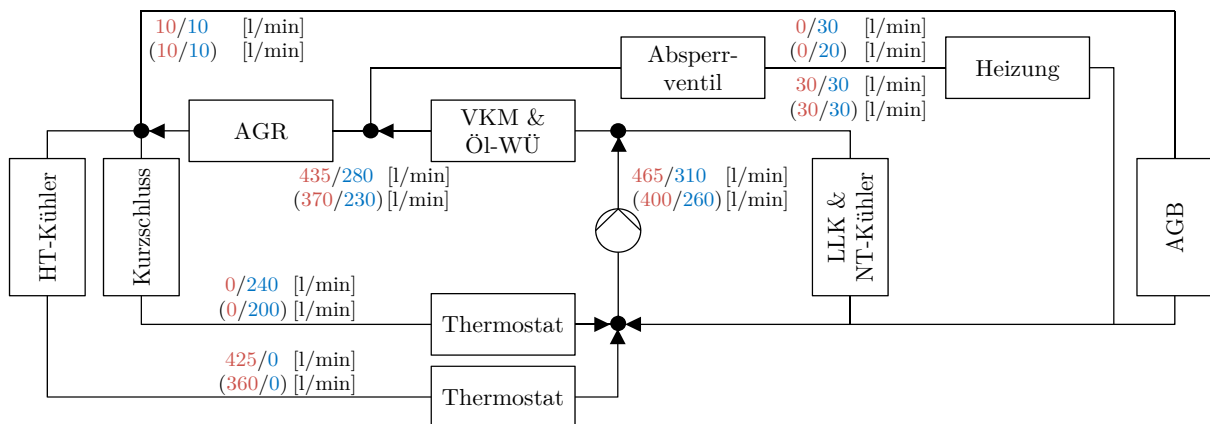 10/10 [l/min]
(10/10) [l/min]
0/30 [l/min]
(0/20) [l/min]
Absperr-
ventil
Heizung
30/30 [l/min]
(30/30) [l/min]
AGR
VKM &
Öl-WÜ
435/280 [l/min]
(370/230) [l/min]
465/310 [l/min]
(400/260) [l/min]
HT-Kühler
Kurzschluss
LLK &
NT-Kühler
AGB
0/240 [l/min]
(0/200) [l/min]
Thermostat
425/0 [l/min]
(360/0) [l/min]
Thermostat